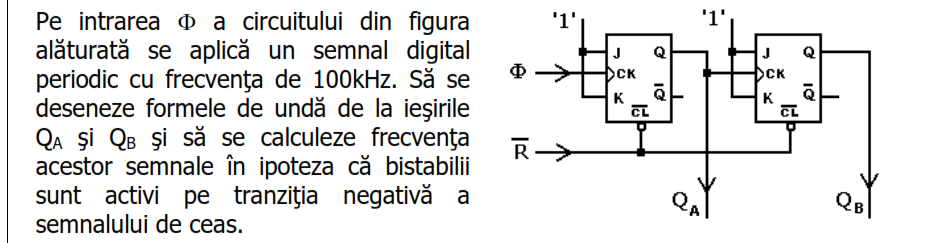 Pe intrarea Φ a circuitului din figura
alăturată se aplică un semnal digital
periodic cu frecvenţa de 100kHz. Să se
deseneze formele de undă de la ieşirile
QA şi QB şi să se calculeze frecvenţa
acestor semnale în ipoteza că bistabilii
sunt activi pe tranziţia negativă a
semnalului de ceas.
'1' '1'
J Q J Q
Φ CK CK
K Q̅ K Q̅
C̅L̅ C̅L̅
R̅
QA QB